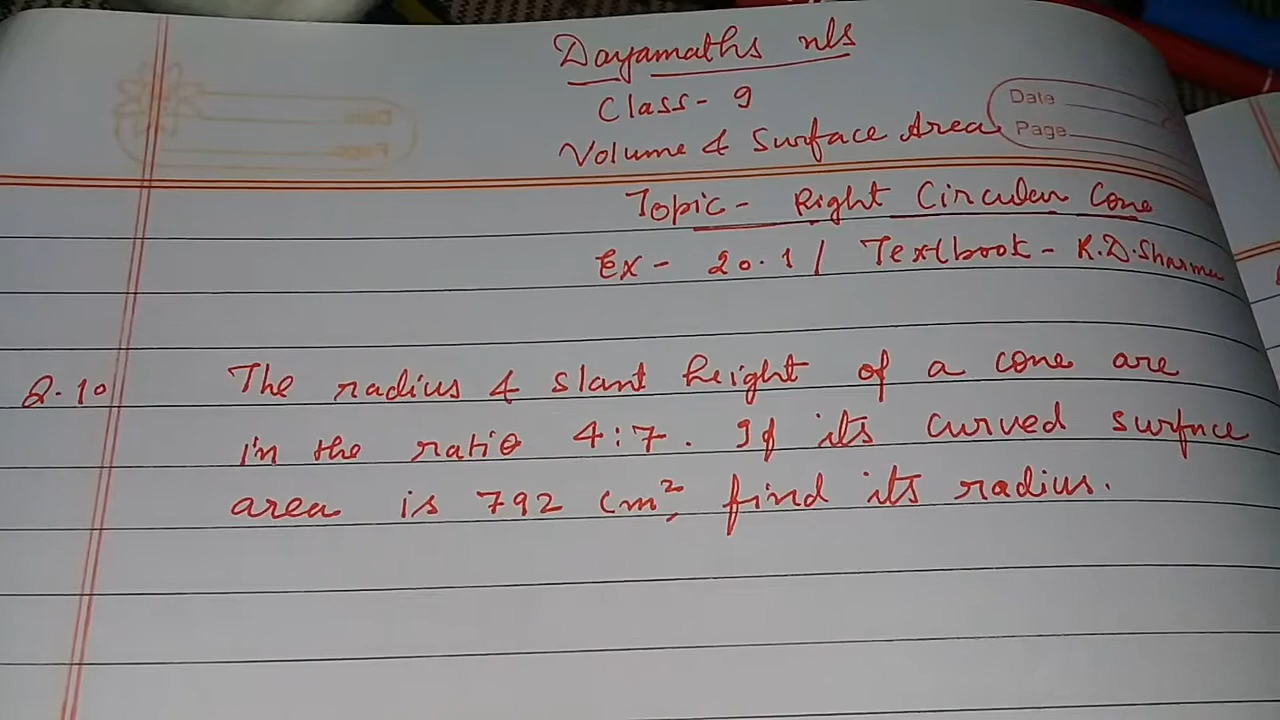 Dayamaths nls
Class- 9
Volume & Surface Area
Date
Page
Topic- Right Circular Cone
Ex- 20.1 / Textbook- R.D.Sharma
Q.10 The radius & slant height of a cone are
in the ratio 4:7. If its curved surface
area is 792 cm², find its radius.